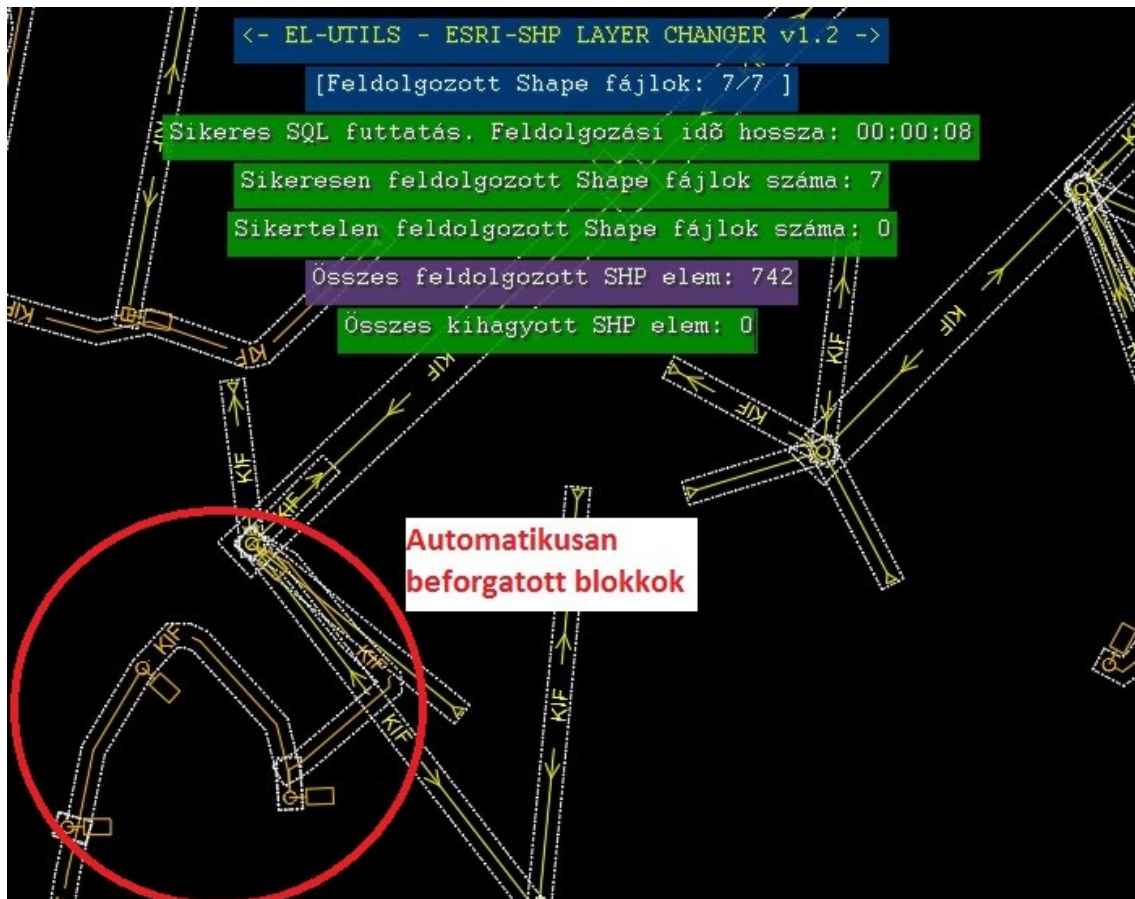 <- EL-UTILS - ESRI-SHP LAYER CHANGER v1.2 ->
[Feldolgozott Shape fájlok: 7/7 ]
Sikeres SQL futtatás. Feldolgozási idõ hossza: 00:00:08
Sikeresen feldolgozott Shape fájlok száma: 7
Sikertelen feldolgozott Shape fájlok száma: 0
Összes feldolgozott SHP elem: 742
Összes kihagyott SHP elem: 0
KIF
KIF
KIF
KIF
KIF
KIF
KIF
KIF
KIF
Automatikusan
beforgatott blokkok
KIF
KIF
KIF
KIF